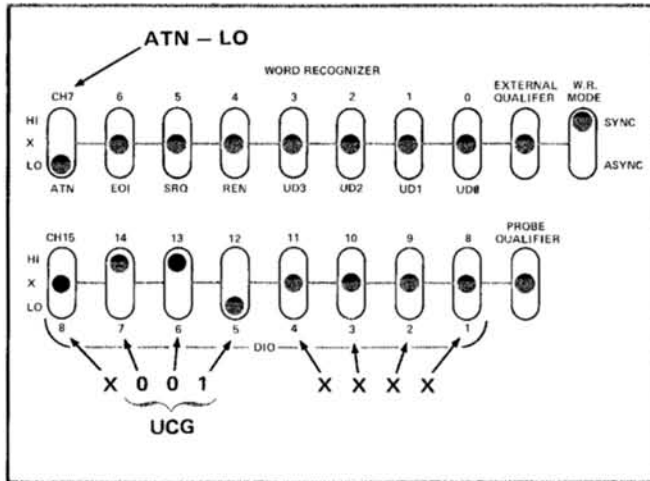 ATN – LO
WORD RECOGNIZER
CH7 6 5 4 3 2 1 0 EXTERNAL QUALIFER W.R. MODE
HI SYNC
X
LO ASYNC
ATN EOI SRQ REN UD3 UD2 UD1 UD0
CH15 14 13 12 11 10 9 8 PROBE QUALIFIER
HI
X
LO
8 7 6 5 4 3 2 1
DIO
X 0 0 1 X X X X
UCG